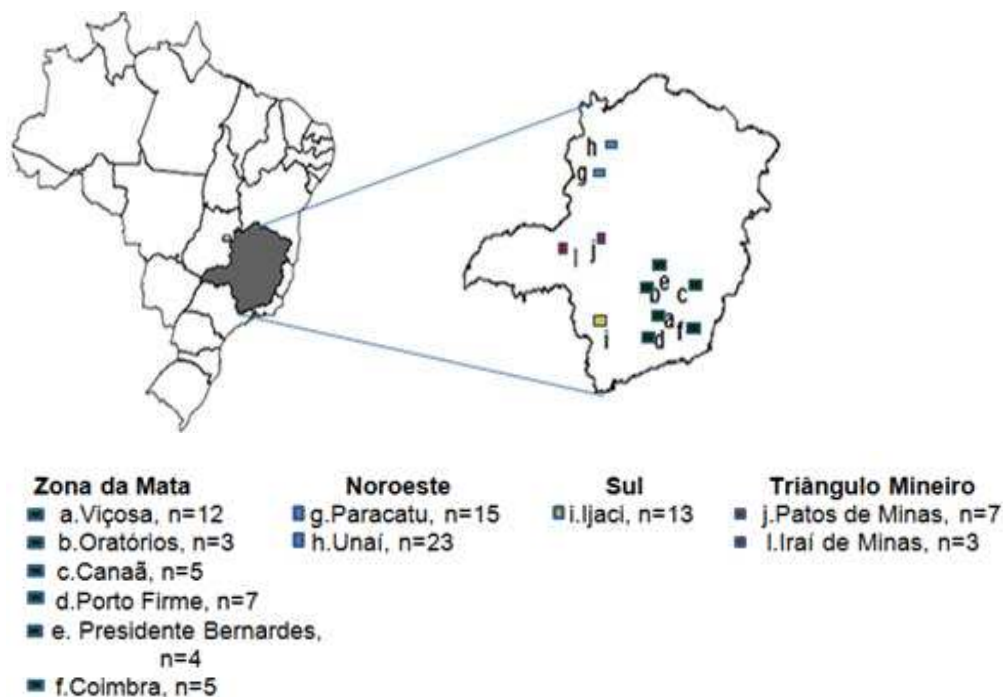 h
g
j
l
e
b
c
a
f
d
i
Zona da Mata
a.Viçosa, n=12
b.Oratórios, n=3
c.Canaã, n=5
d.Porto Firme, n=7
e. Presidente Bernardes,
n=4
f.Coimbra, n=5
Noroeste
g.Paracatu, n=15
h.Unaí, n=23
Sul
i.Ijaci, n=13
Triângulo Mineiro
j.Patos de Minas, n=7
l.Iraí de Minas, n=3